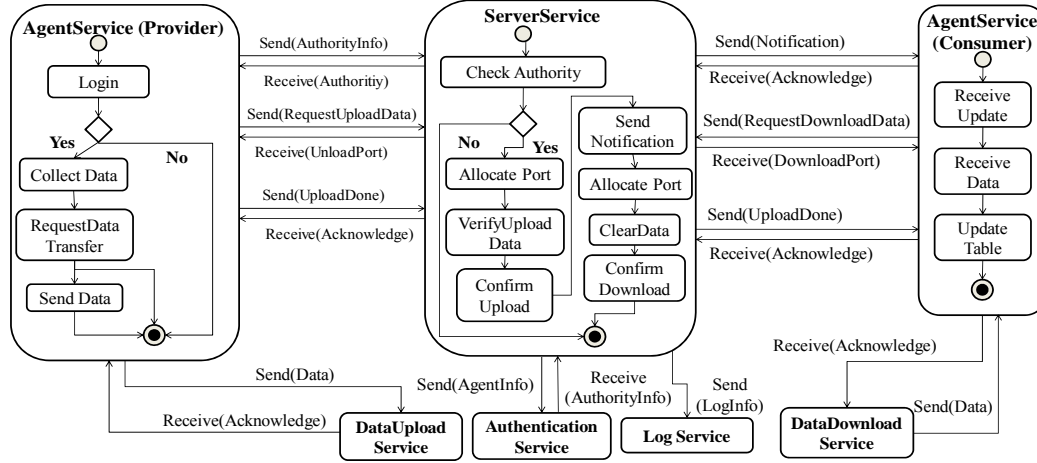 AgentService (Provider)
Login
Yes
No
Collect Data
RequestData
Transfer
Send Data
Send(AuthorityInfo)
Receive(Authoritiy)
Send(RequestUploadData)
Receive(UnloadPort)
Send(UploadDone)
Receive(Acknowledge)
ServerService
Check Authority
No
Yes
Allocate Port
VerifyUpload
Data
Confirm
Upload
Send
Notification
Allocate Port
ClearData
Confirm
Download
Send(Notification)
Receive(Acknowledge)
Send(RequestDownloadData)
Receive(DownloadPort)
Send(UploadDone)
Receive(Acknowledge)
AgentService
(Consumer)
Receive
Update
Receive
Data
Update
Table
Send(Data)
Receive(Acknowledge)
DataUpload
Service
Send(AgentInfo)
Receive
(AuthorityInfo)
Authentication
Service
Send
(LogInfo)
Log Service
Receive(Acknowledge)
Send(Data)
DataDownload
Service